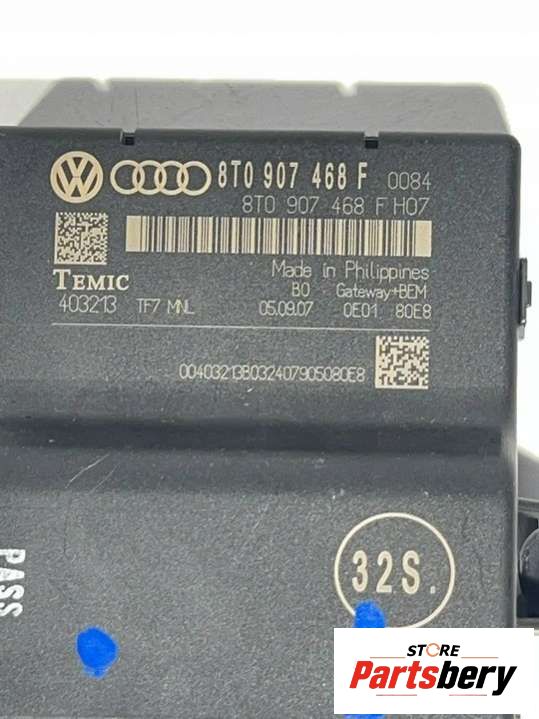 8T0 907 468 F 0084
8T0 907 468 F H07
TEMIC
Made in Philippines
B0 Gateway+BEM
403213 TF7 MNL 05.09.07 0E01 80E8
00403213B032407905080E8
32S.
PASS
STORE
Partsbery